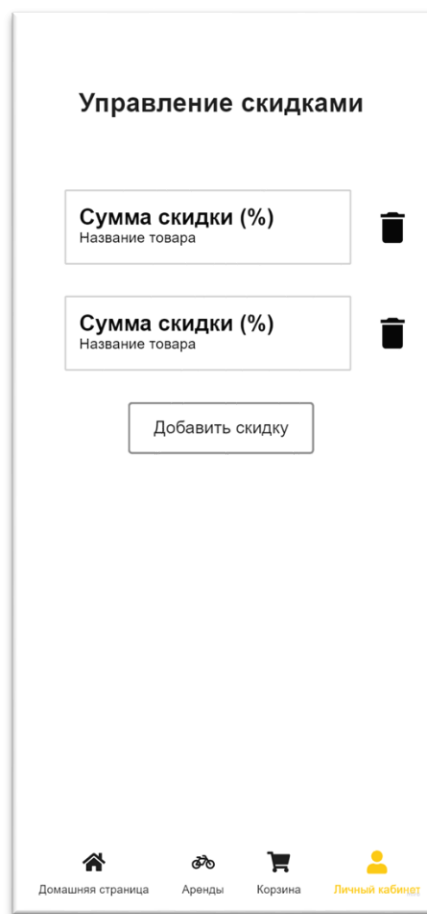 Управление скидками
Сумма скидки (%)
Название товара
Сумма скидки (%)
Название товара
Добавить скидку
Домашняя страница
Аренды
Корзина
Личный кабинет